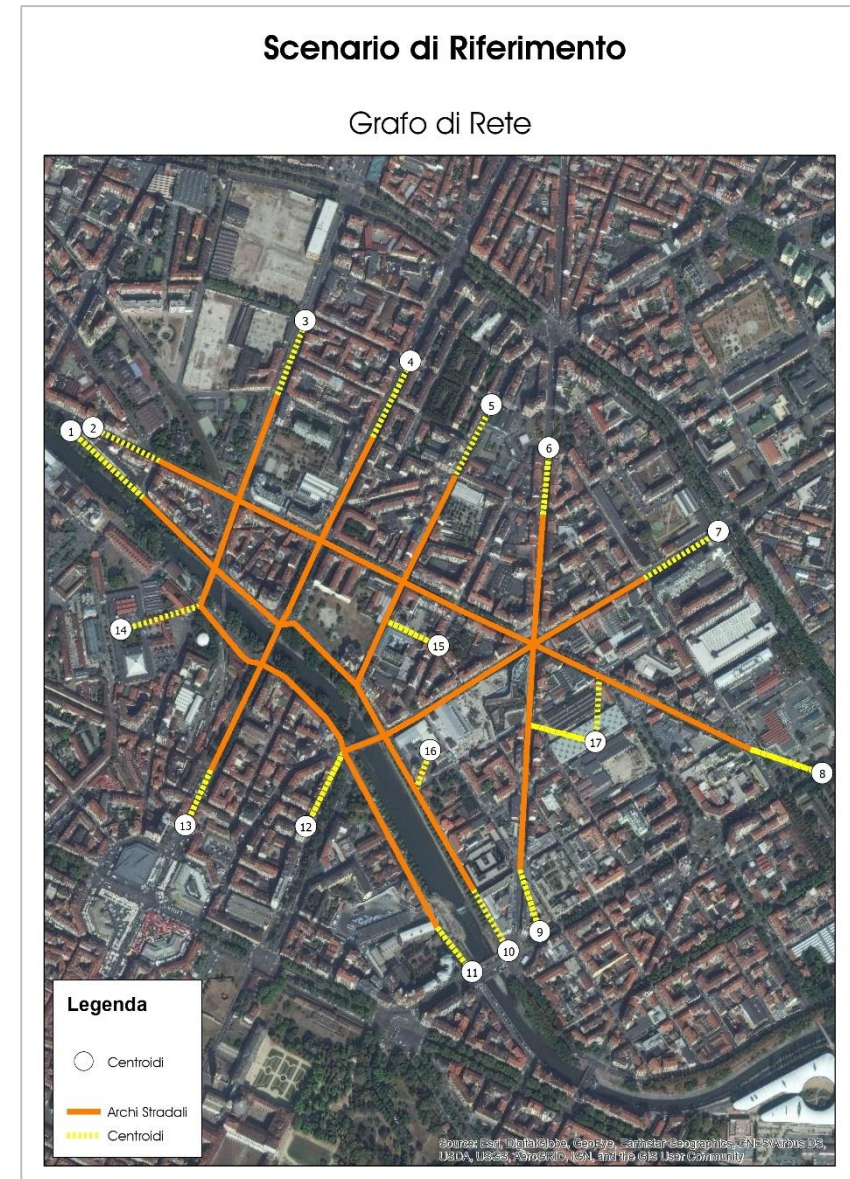 Scenario di Riferimento
Grafo di Rete
3
4
5
1
2
6
7
14
15
16
17
8
13
12
9
10
11
Legenda
Centroidi
Archi Stradali
Centroidi
Source: Esri, DigitalGlobe, GeoEye, Earthstar Geographics, CNES/Airbus DS,
USDA, USGS, AeroGRID, IGN, and the GIS User Community